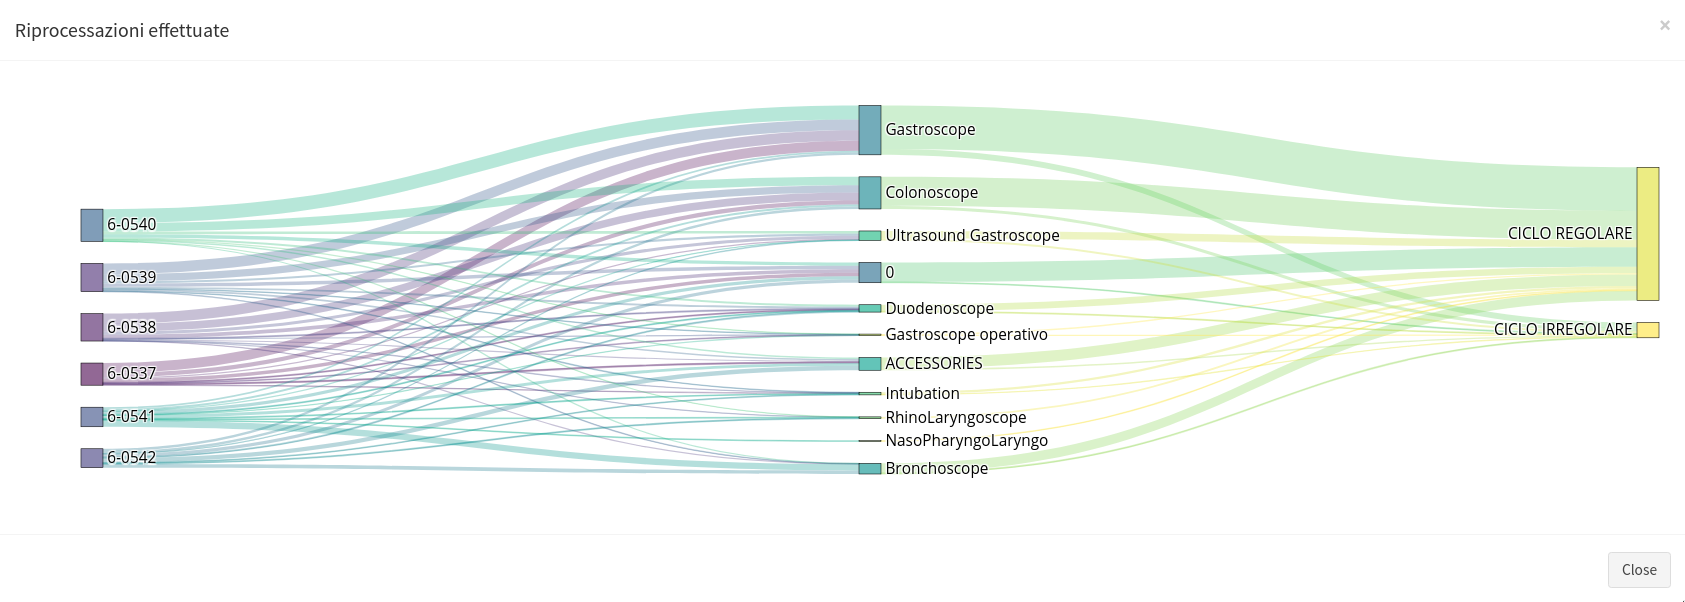 Riprocessazioni effettuate
×
Gastroscope
Colonoscope
Ultrasound Gastroscope
0
Duodenoscope
Gastroscope operativo
ACCESSORIES
Intubation
RhinoLaryngoscope
NasoPharyngoLaryngo
Bronchoscope
6-0540
6-0539
6-0538
6-0537
6-0541
6-0542
CICLO REGOLARE
CICLO IRREGOLARE
Close